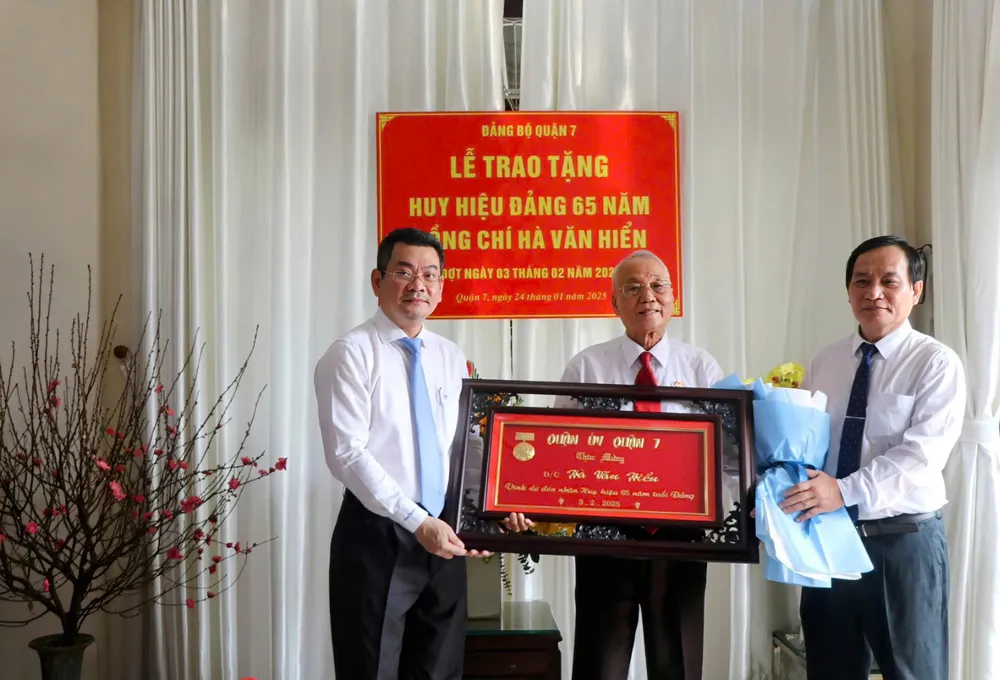 ĐẢNG BỘ QUẬN 7
LỄ TRAO TẶNG
HUY HIỆU ĐẢNG 65 NĂM
ỒNG CHÍ HÀ VĂN HIỂN
ĐỢT NGÀY 03 THÁNG 02 NĂM 202
Quận 7, ngày 24 tháng 01 năm 2025
QUẬN ỦY QUẬN 7
Chúc Mừng
Đ/C Hà Văn Hiển
Vinh dự đón nhận Huy hiệu 65 năm tuổi Đảng
3.2.2025